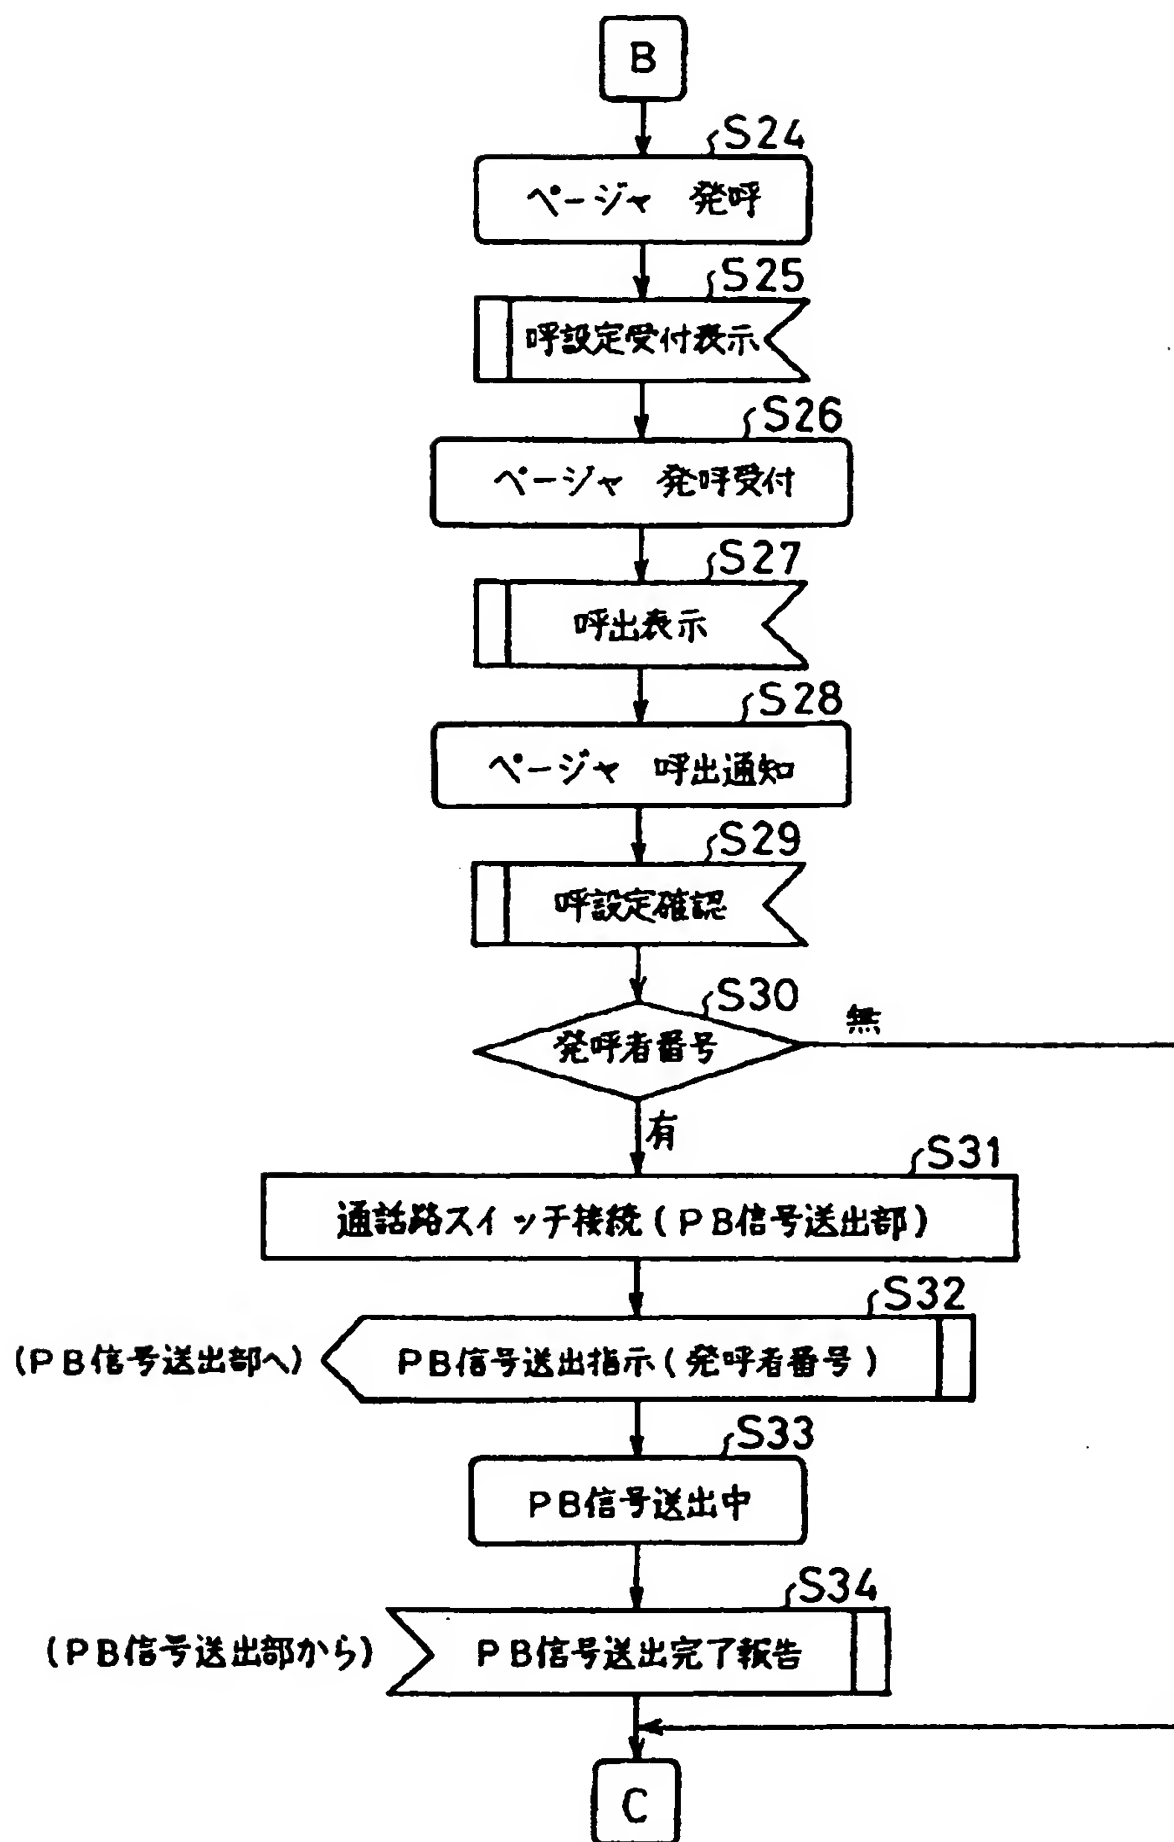 B
S24
ページャ 発呼
S25
呼設定受付表示
S26
ページャ 発呼受付
S27
呼出表示
S28
ページャ 呼出通知
S29
呼設定確認
S30
発呼者番号
無
有
S31
通話路スイッチ接続(PB信号送出部)
S32
(PB信号送出部へ) PB信号送出指示(発呼者番号)
S33
PB信号送出中
S34
(PB信号送出部から) PB信号送出完了報告
C